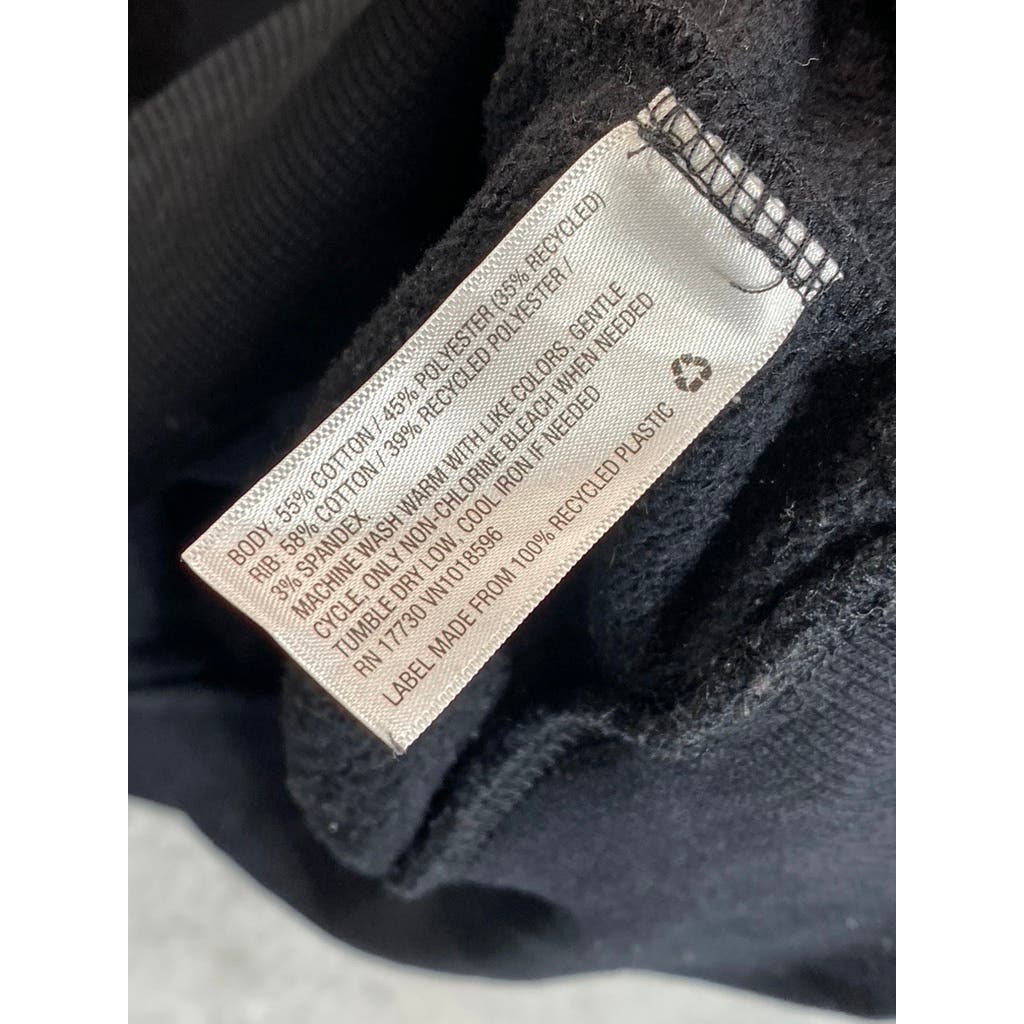 BODY: 55% COTTON / 45% POLYESTER (35% RECYCLED)
RIB: 58% COTTON / 39% RECYCLED POLYESTER /
3% SPANDEX
MACHINE WASH WARM WITH LIKE COLORS, GENTLE
CYCLE. ONLY NON-CHLORINE BLEACH WHEN NEEDED
TUMBLE DRY LOW. COOL IRON IF NEEDED
RN 17730 VN1018596
LABEL MADE FROM 100% RECYCLED PLASTIC